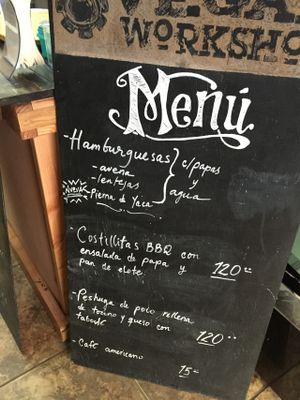 VEGAN
WORKSHO
Menú
- Hamburguesas
- avena
- lentejas
Pierna de Yaca
c/papas
y
agua
Costillitas BBQ con
ensalada de papa y
pan de elote.
120
- Pechuga de pollo rellena
de tocino y queso con
tabule
120
- Café americano
15